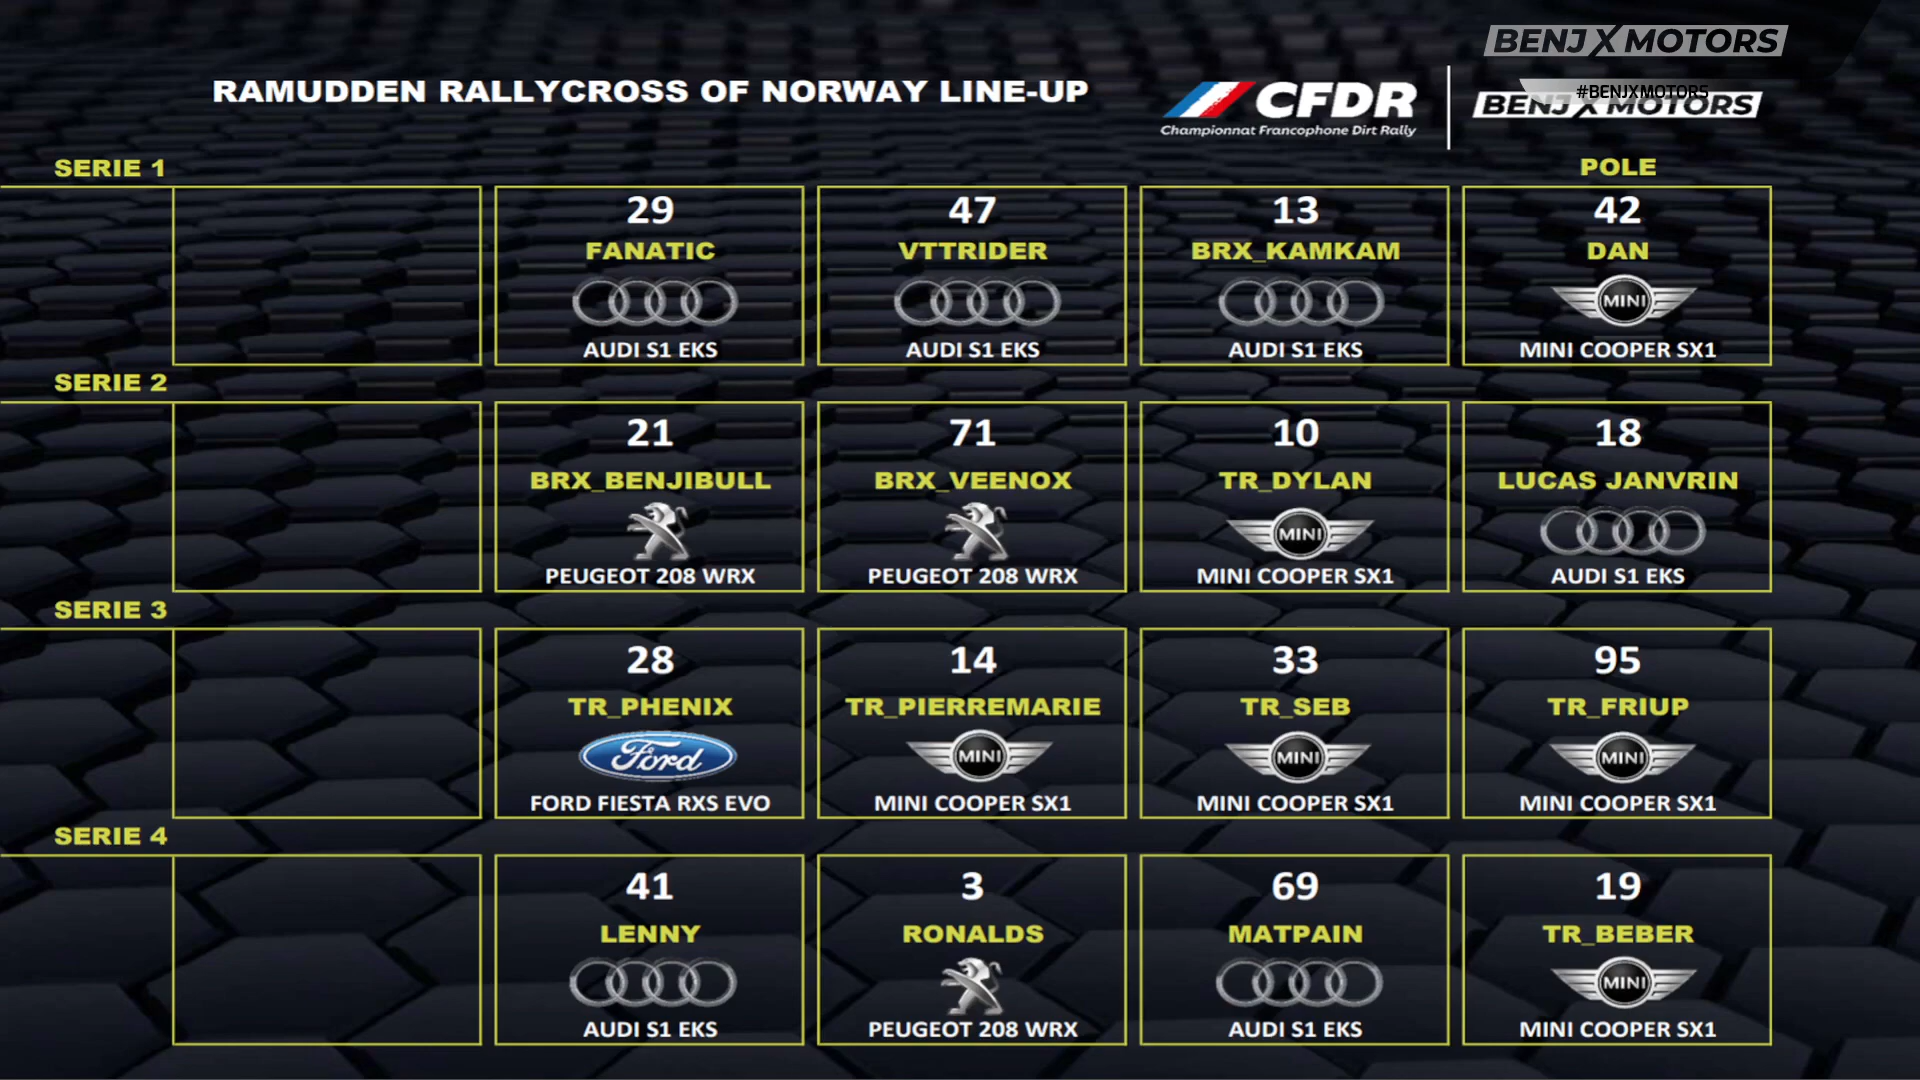 BENJ X MOTORS
RAMUDDEN RALLYCROSS OF NORWAY LINE-UP
CFDR
Championnat Francophone Dirt Rally
#BENJXMOTORS
BENJ X MOTORS
SERIE 1
POLE
29
FANATIC
AUDI S1 EKS
47
VTTRIDER
AUDI S1 EKS
13
BRX_KAMKAM
AUDI S1 EKS
42
DAN
MINI
MINI COOPER SX1
SERIE 2
21
BRX_BENJIBULL
PEUGEOT 208 WRX
71
BRX_VEENOX
PEUGEOT 208 WRX
10
TR_DYLAN
MINI
MINI COOPER SX1
18
LUCAS JANVRIN
AUDI S1 EKS
SERIE 3
28
TR_PHENIX
Ford
FORD FIESTA RXS EVO
14
TR_PIERREMARIE
MINI
MINI COOPER SX1
33
TR_SEB
MINI
MINI COOPER SX1
95
TR_FRIUP
MINI
MINI COOPER SX1
SERIE 4
41
LENNY
AUDI S1 EKS
3
RONALDS
PEUGEOT 208 WRX
69
MATPAIN
AUDI S1 EKS
19
TR_BEBER
MINI
MINI COOPER SX1